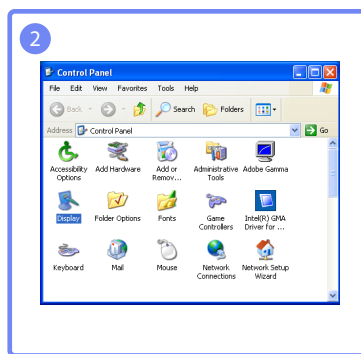 2
Control Panel
File Edit View Favorites Tools Help
Back Search Folders
Address Control Panel Go
Accessibility Options Add Hardware Add or Remov... Administrative Tools Adobe Gamma
Display Folder Options Fonts Game Controllers Intel(R) GMA Driver for ...
Keyboard Mail Mouse Network Connections Network Setup Wizard